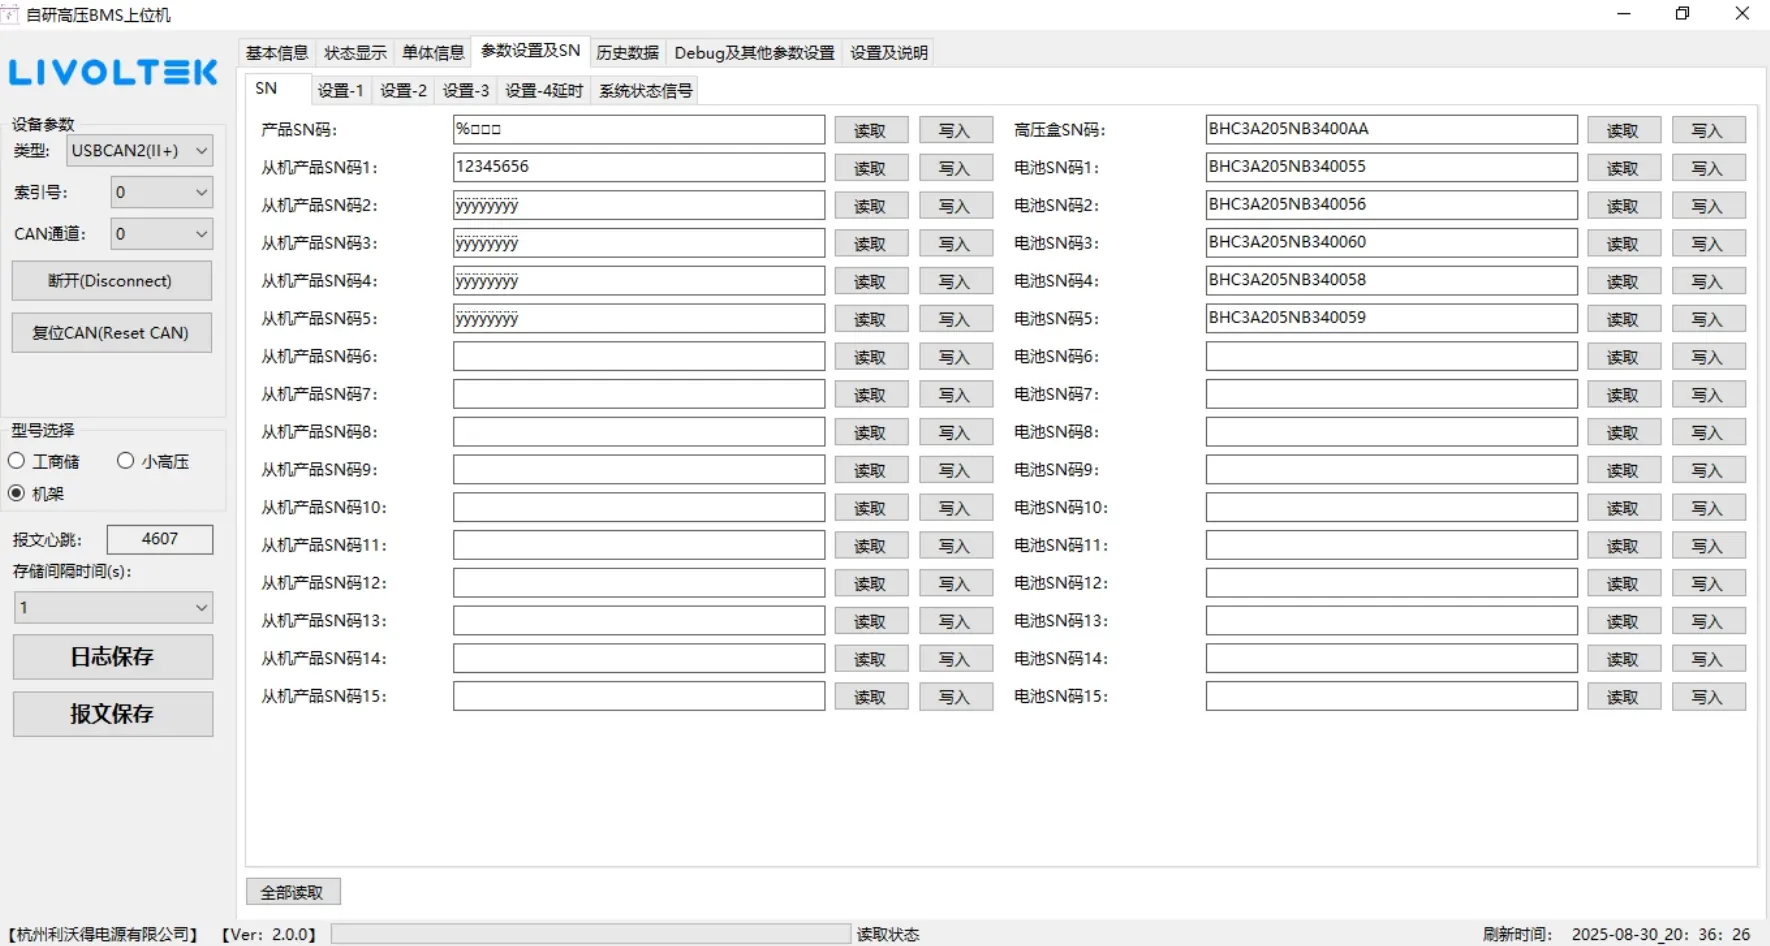 自研高压BMS上位机
LIVOLTEK
基本信息 状态显示 单体信息 参数设置及SN 历史数据 Debug及其他参数设置 设置及说明
SN 设置-1 设置-2 设置-3 设置-4延时 系统状态信号
设备参数
类型: USBCAN2(II+)
索引号: 0
CAN通道: 0
断开(Disconnect)
复位CAN(Reset CAN)
型号选择
工商储 小高压
机架
报文心跳: 4607
存储间隔时间(s):
1
日志保存
报文保存
产品SN码: %□□□ 读取 写入 高压盒SN码: BHC3A205NB3400AA 读取 写入
从机产品SN码1: 12345656 读取 写入 电池SN码1: BHC3A205NB340055 读取 写入
从机产品SN码2: ÿÿÿÿÿÿÿÿ 读取 写入 电池SN码2: BHC3A205NB340056 读取 写入
从机产品SN码3: ÿÿÿÿÿÿÿÿ 读取 写入 电池SN码3: BHC3A205NB340060 读取 写入
从机产品SN码4: ÿÿÿÿÿÿÿÿ 读取 写入 电池SN码4: BHC3A205NB340058 读取 写入
从机产品SN码5: ÿÿÿÿÿÿÿÿ 读取 写入 电池SN码5: BHC3A205NB340059 读取 写入
从机产品SN码6: 读取 写入 电池SN码6: 读取 写入
从机产品SN码7: 读取 写入 电池SN码7: 读取 写入
从机产品SN码8: 读取 写入 电池SN码8: 读取 写入
从机产品SN码9: 读取 写入 电池SN码9: 读取 写入
从机产品SN码10: 读取 写入 电池SN码10: 读取 写入
从机产品SN码11: 读取 写入 电池SN码11: 读取 写入
从机产品SN码12: 读取 写入 电池SN码12: 读取 写入
从机产品SN码13: 读取 写入 电池SN码13: 读取 写入
从机产品SN码14: 读取 写入 电池SN码14: 读取 写入
从机产品SN码15: 读取 写入 电池SN码15: 读取 写入
全部读取
【杭州利沃得电源有限公司】 【Ver: 2.0.0】 读取状态 刷新时间: 2025-08-30_20: 36: 26